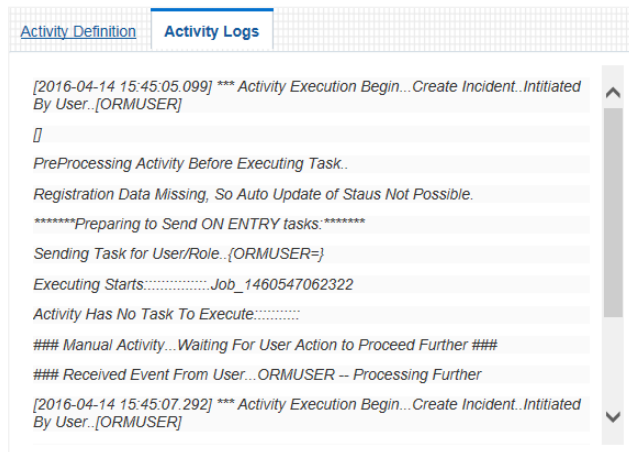 Activity Definition
Activity Logs
[2016-04-14 15:45:05.099] *** Activity Execution Begin...Create Incident..Intitiated
By User..[ORMUSER]
[]
PreProcessing Activity Before Executing Task..
Registration Data Missing, So Auto Update of Staus Not Possible.
*******Preparing to Send ON ENTRY tasks:*******
Sending Task for User/Role..{ORMUSER=}
Executing Starts:::::::::::::::.Job_1460547062322
Activity Has No Task To Execute:::::::::::
### Manual Activity...Waiting For User Action to Proceed Further ###
### Received Event From User...ORMUSER -- Processing Further
[2016-04-14 15:45:07.292] *** Activity Execution Begin...Create Incident..Intitiated
By User..[ORMUSER]